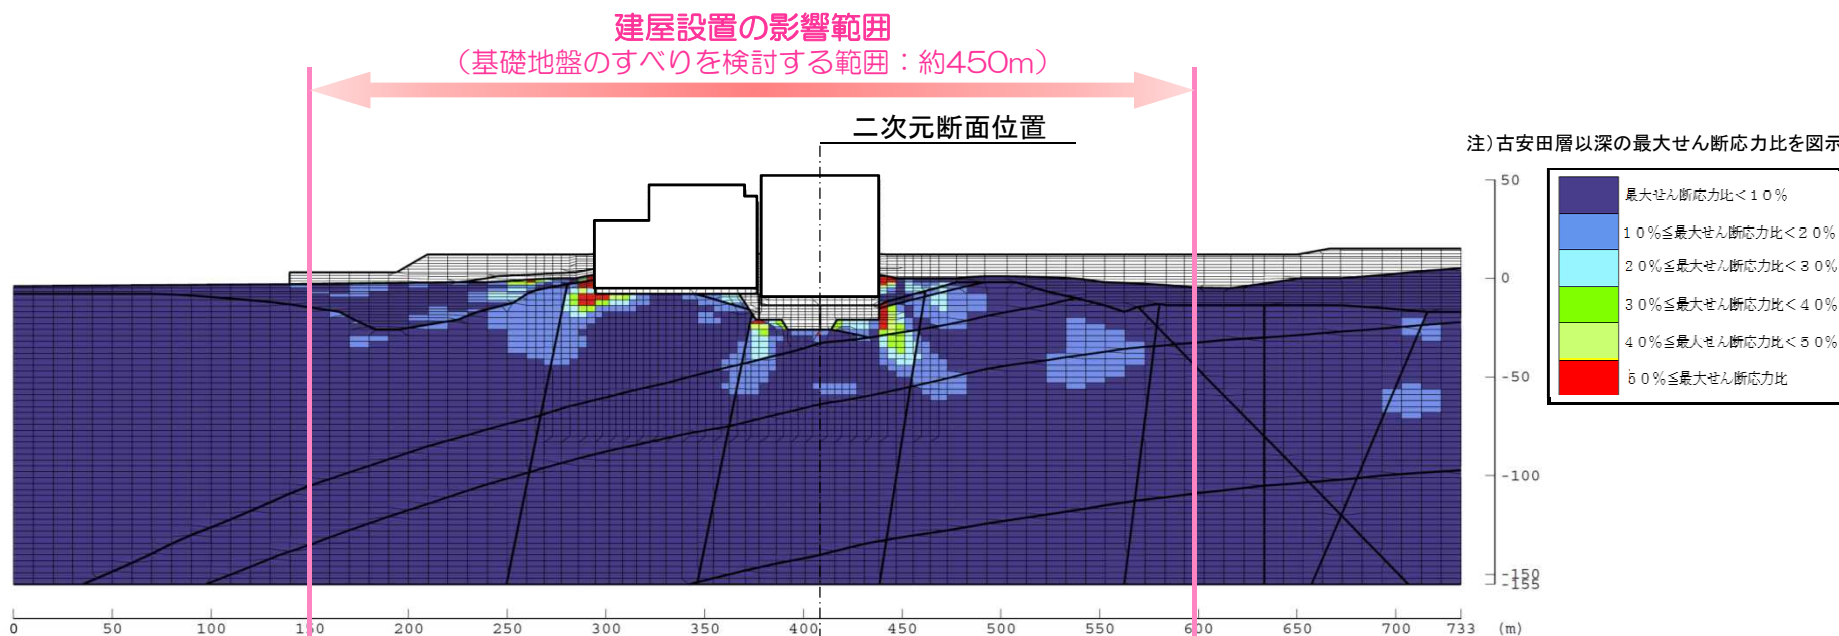 建屋設置の影響範囲
（基礎地盤のすべりを検討する範囲：約450m）
二次元断面位置
注）古安田層以深の最大せん断応力比を図示
最大せん断応力比＜１０％
１０％≦最大せん断応力比＜２０％
２０％≦最大せん断応力比＜３０％
３０％≦最大せん断応力比＜４０％
４０％≦最大せん断応力比＜５０％
５０％≦最大せん断応力比
50
0
-50
-100
-150
-155
0 50 100 150 200 250 300 350 400 450 500 550 600 650 700 733 (m)